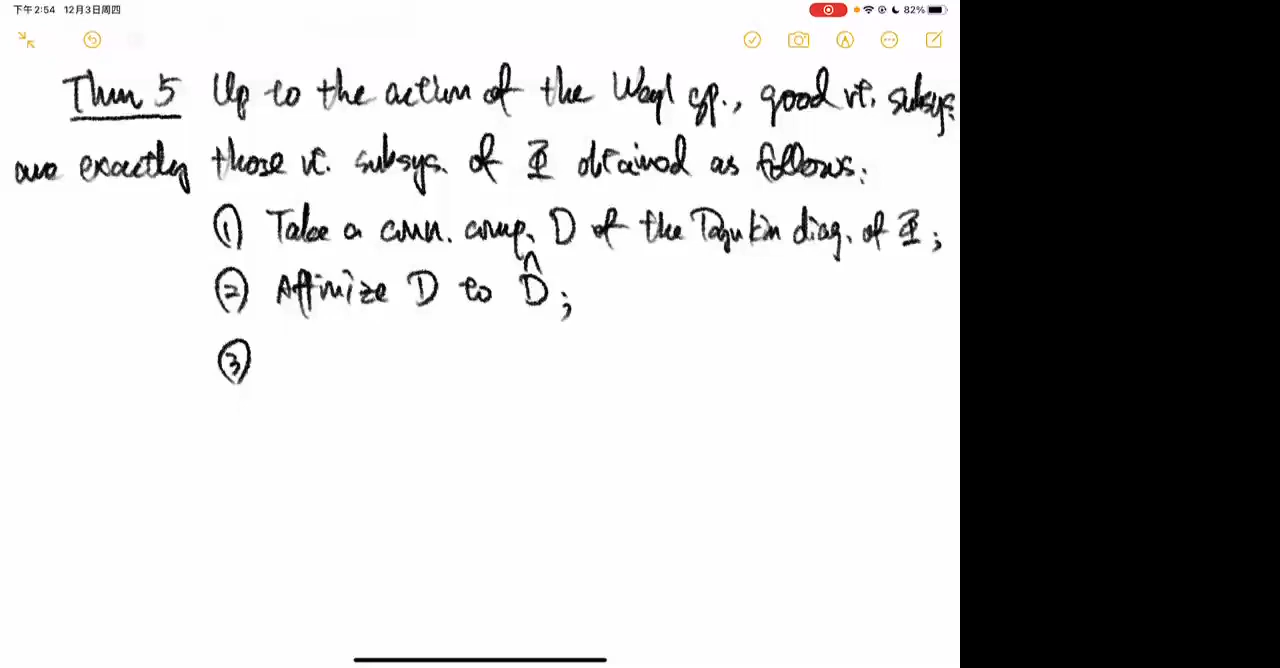 下午2:54 12月3日周四
82%
Thm 5 Up to the action of the Weyl gp., good rt. subsys.
are exactly those rt. subsys. of Φ obtained as follows:
① Take a conn. comp. D of the Dynkin diag. of Φ;
② Affinize D to D̂;
③